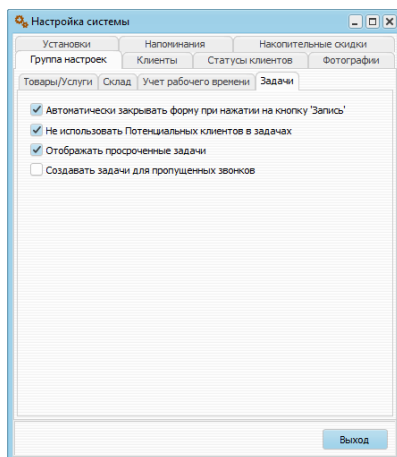 Настройка системы
Установки Напоминания Накопительные скидки
Группа настроек Клиенты Статусы клиентов Фотографии
Товары/Услуги Склад Учет рабочего времени Задачи
Автоматически закрывать форму при нажатии на кнопку 'Запись'
Не использовать Потенциальных клиентов в задачах
Отображать просроченные задачи
Создавать задачи для пропущенных звонков
Выход